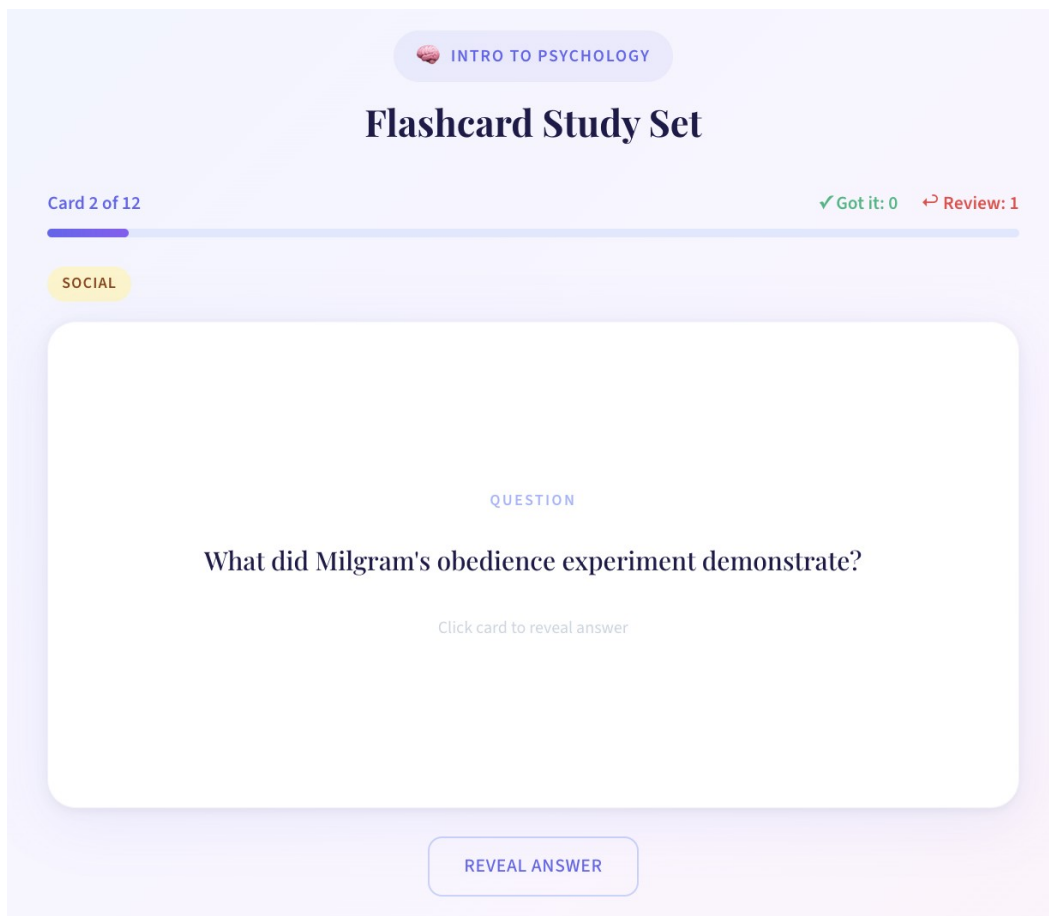 INTRO TO PSYCHOLOGY
Flashcard Study Set
Card 2 of 12
✓ Got it: 0
↩ Review: 1
SOCIAL
QUESTION
What did Milgram's obedience experiment demonstrate?
Click card to reveal answer
REVEAL ANSWER